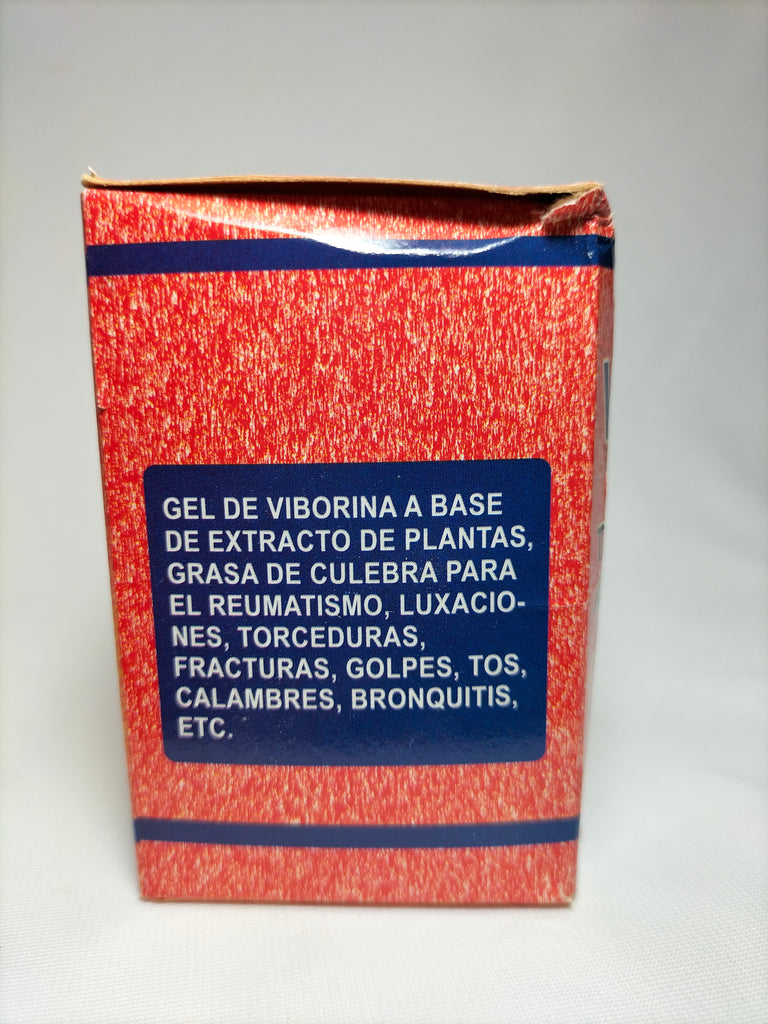 GEL DE VIBORINA A BASE
DE EXTRACTO DE PLANTAS,
GRASA DE CULEBRA PARA
EL REUMATISMO, LUXACIO-
NES, TORCEDURAS,
FRACTURAS, GOLPES, TOS,
CALAMBRES, BRONQUITIS,
ETC.